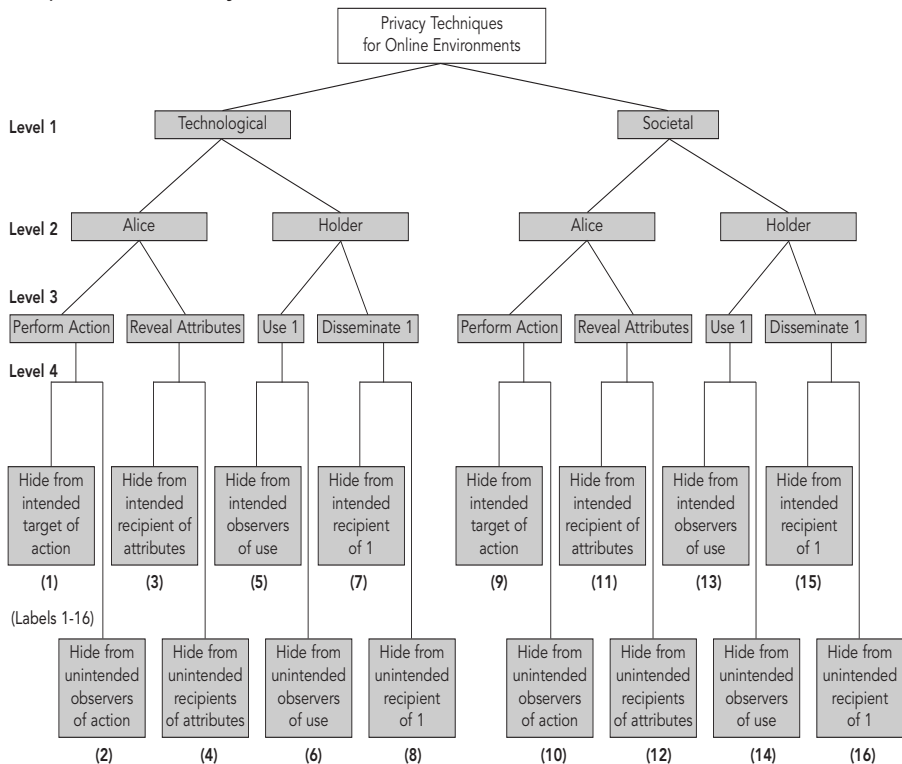 Privacy Techniques
for Online Environments
Level 1
Technological
Societal
Level 2
Alice
Holder
Alice
Holder
Level 3
Perform Action
Reveal Attributes
Use 1
Disseminate 1
Perform Action
Reveal Attributes
Use 1
Disseminate 1
Level 4
Hide from
intended
target of
action
(1)
Hide from
intended
recipient of
attributes
(3)
Hide from
intended
observers
of use
(5)
Hide from
intended
recipient
of 1
(7)
Hide from
intended
target of
action
(9)
Hide from
intended
recipient of
attributes
(11)
Hide from
intended
observers
of use
(13)
Hide from
intended
recipient
of 1
(15)
(Labels 1-16)
Hide from
unintended
observers
of action
(2)
Hide from
unintended
recipients
of attributes
(4)
Hide from
unintended
observers
of use
(6)
Hide from
unintended
recipient
of 1
(8)
Hide from
unintended
observers
of action
(10)
Hide from
unintended
recipients
of attributes
(12)
Hide from
unintended
observers
of use
(14)
Hide from
unintended
recipient
of 1
(16)